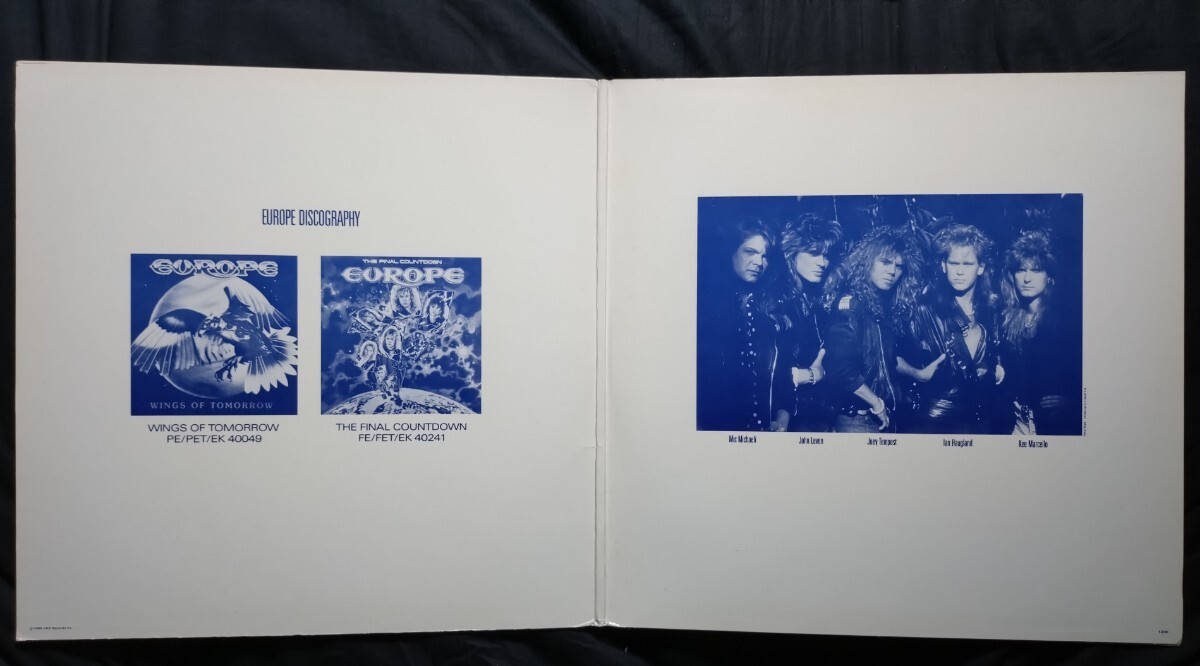 EUROPE DISCOGRAPHY
EUROPE
WINGS OF TOMORROW
THE FINAL COUNTDOWN
EUROPE
WINGS OF TOMORROW
PE/PET/EK 40049
THE FINAL COUNTDOWN
FE/FET/EK 40241
Mic Michaeli
John Leven
Joey Tempest
Ian Haugland
Kee Marcello